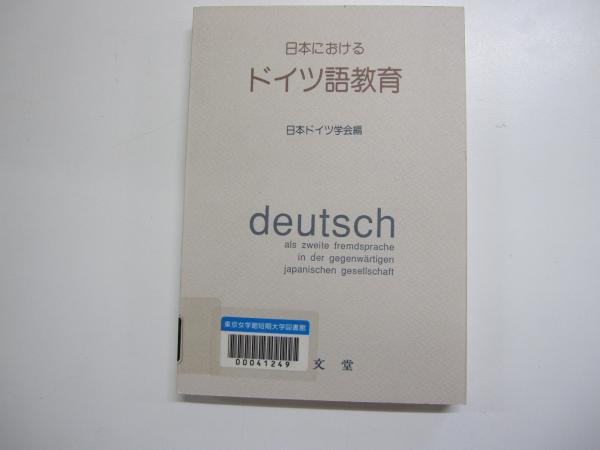 日本における
ドイツ語教育
日本ドイツ学会編
deutsch
als zweite fremdsprache
in der gegenwärtigen
japanischen gesellschaft
東京女学館短期大学図書館
00041249
文堂